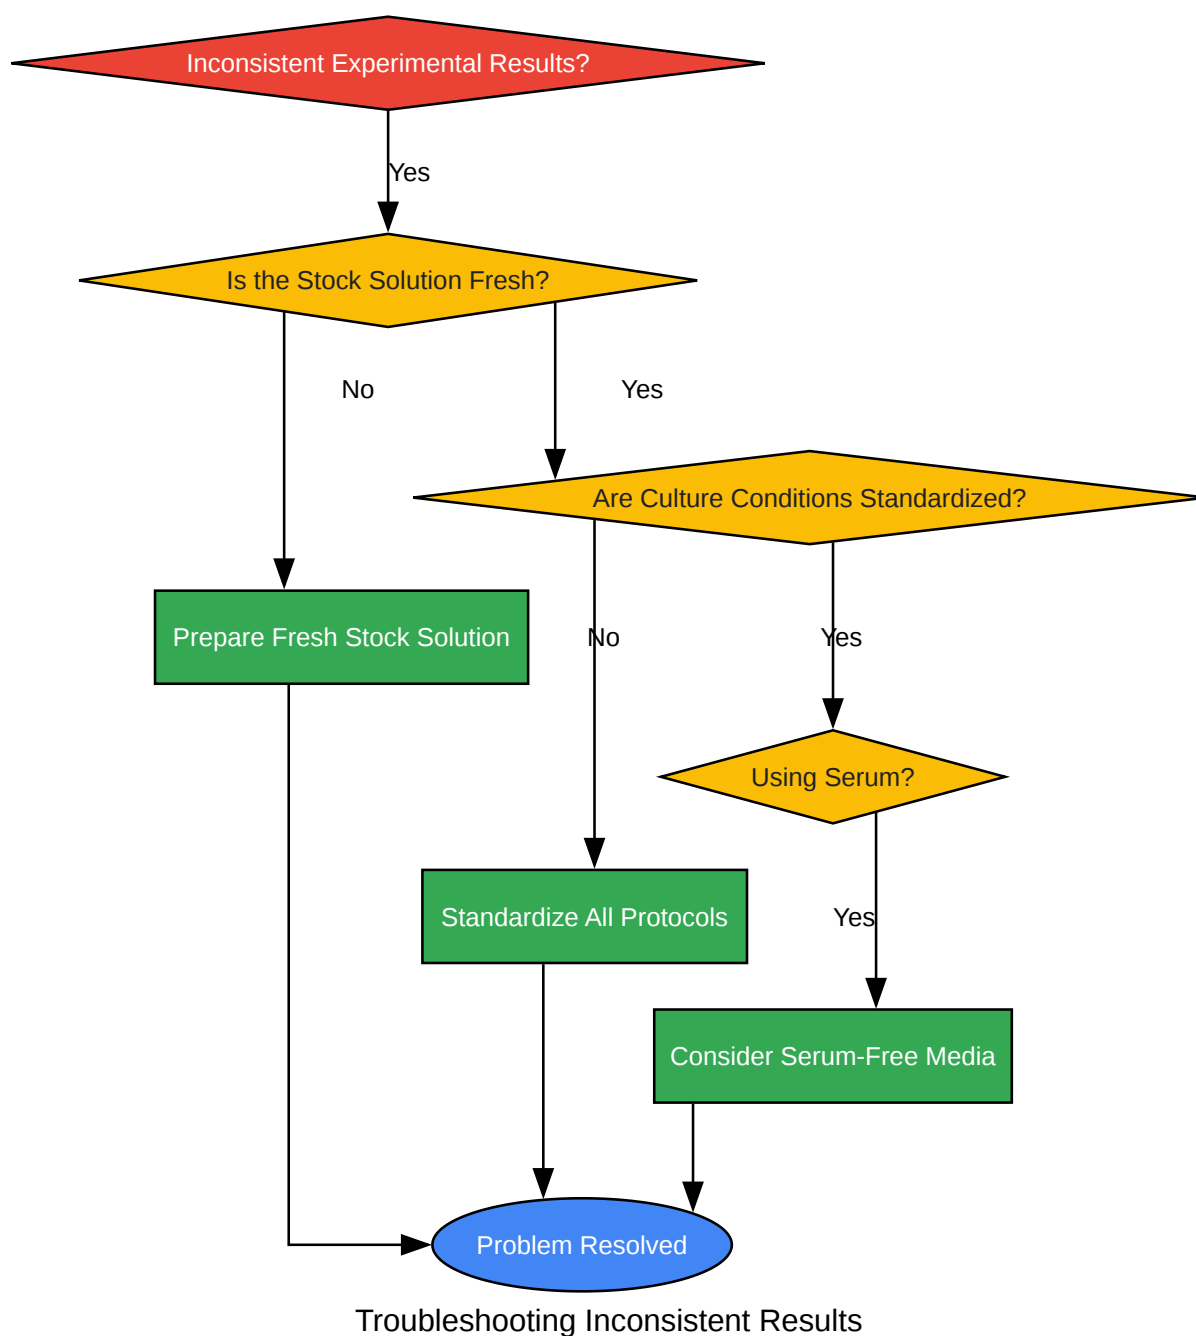 Inconsistent Experimental Results?
Yes
Is the Stock Solution Fresh?
No
Yes
Are Culture Conditions Standardized?
Prepare Fresh Stock Solution
No
Yes
Using Serum?
Standardize All Protocols
Yes
Consider Serum-Free Media
Problem Resolved
Troubleshooting Inconsistent Results